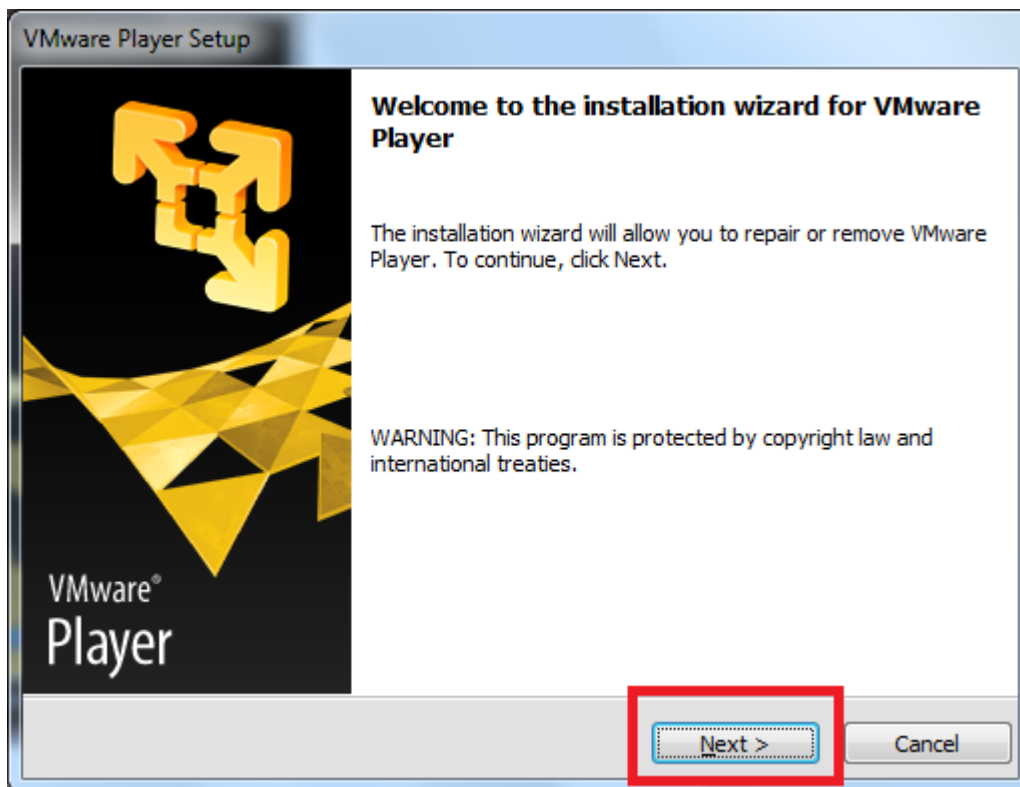 VMware Player Setup
Welcome to the installation wizard for VMware
Player
The installation wizard will allow you to repair or remove VMware
Player. To continue, click Next.
WARNING: This program is protected by copyright law and
international treaties.
VMware®
Player
Next >
Cancel